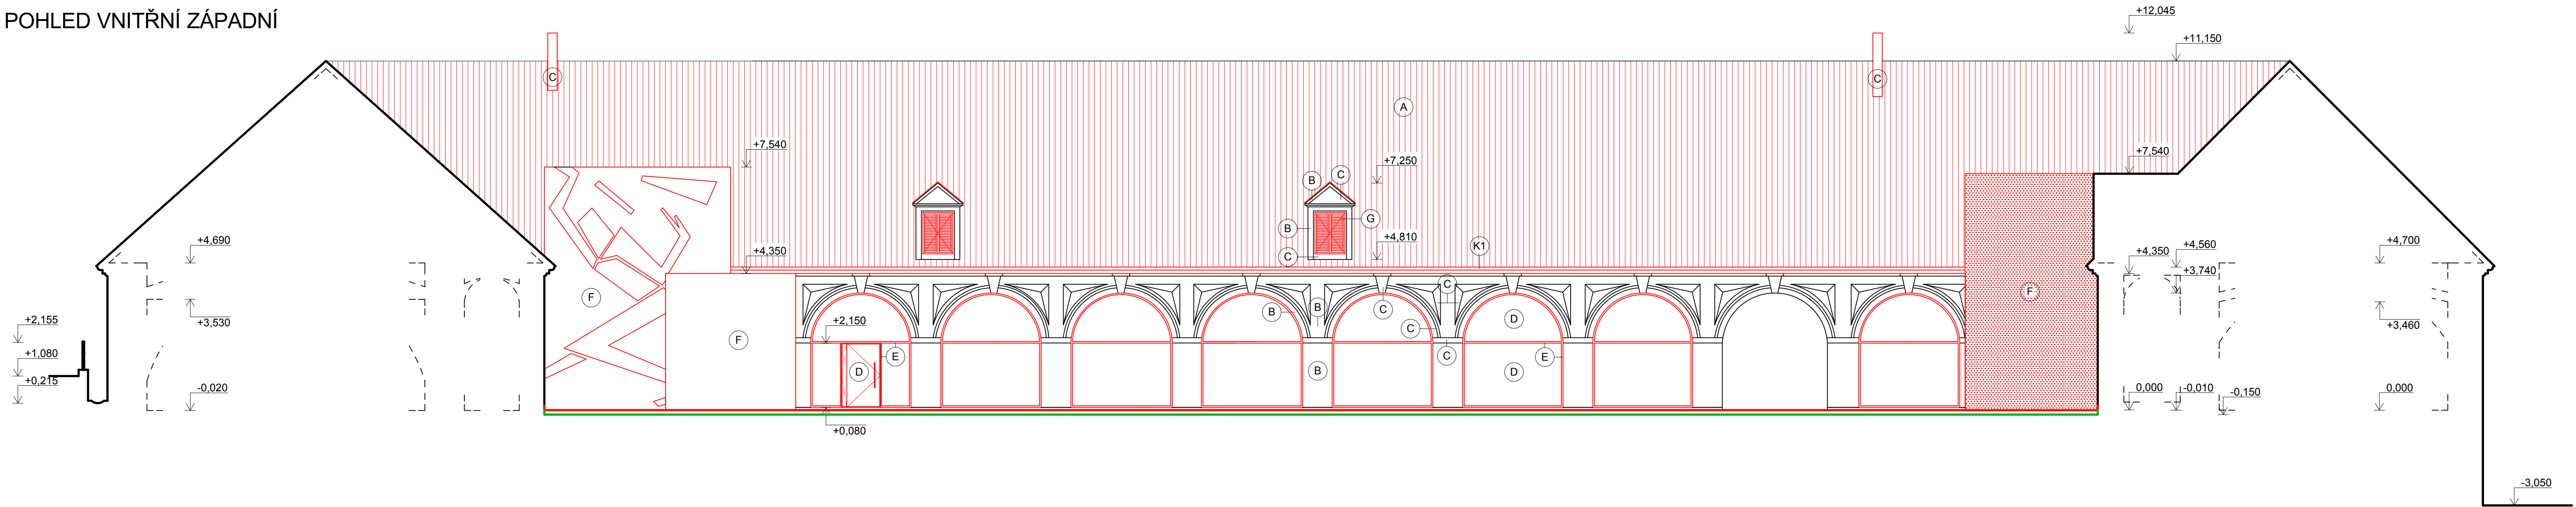 POHLED VNITŘNÍ ZÁPADNÍ
+12,045
+11,150
C
C
A
+7,540
+7,250
+7,540
B
C
G
B
+4,690
+4,350
+4,810
K1
C
+4,350
+4,560
+4,700
+3,740
F
C
F
B
B
C
D
+2,155
+3,530
+2,150
C
+3,460
F
E
C
E
+1,080
D
B
D
+0,215
-0,020
0,000
-0,010
-0,150
0,000
+0,080
-3,050